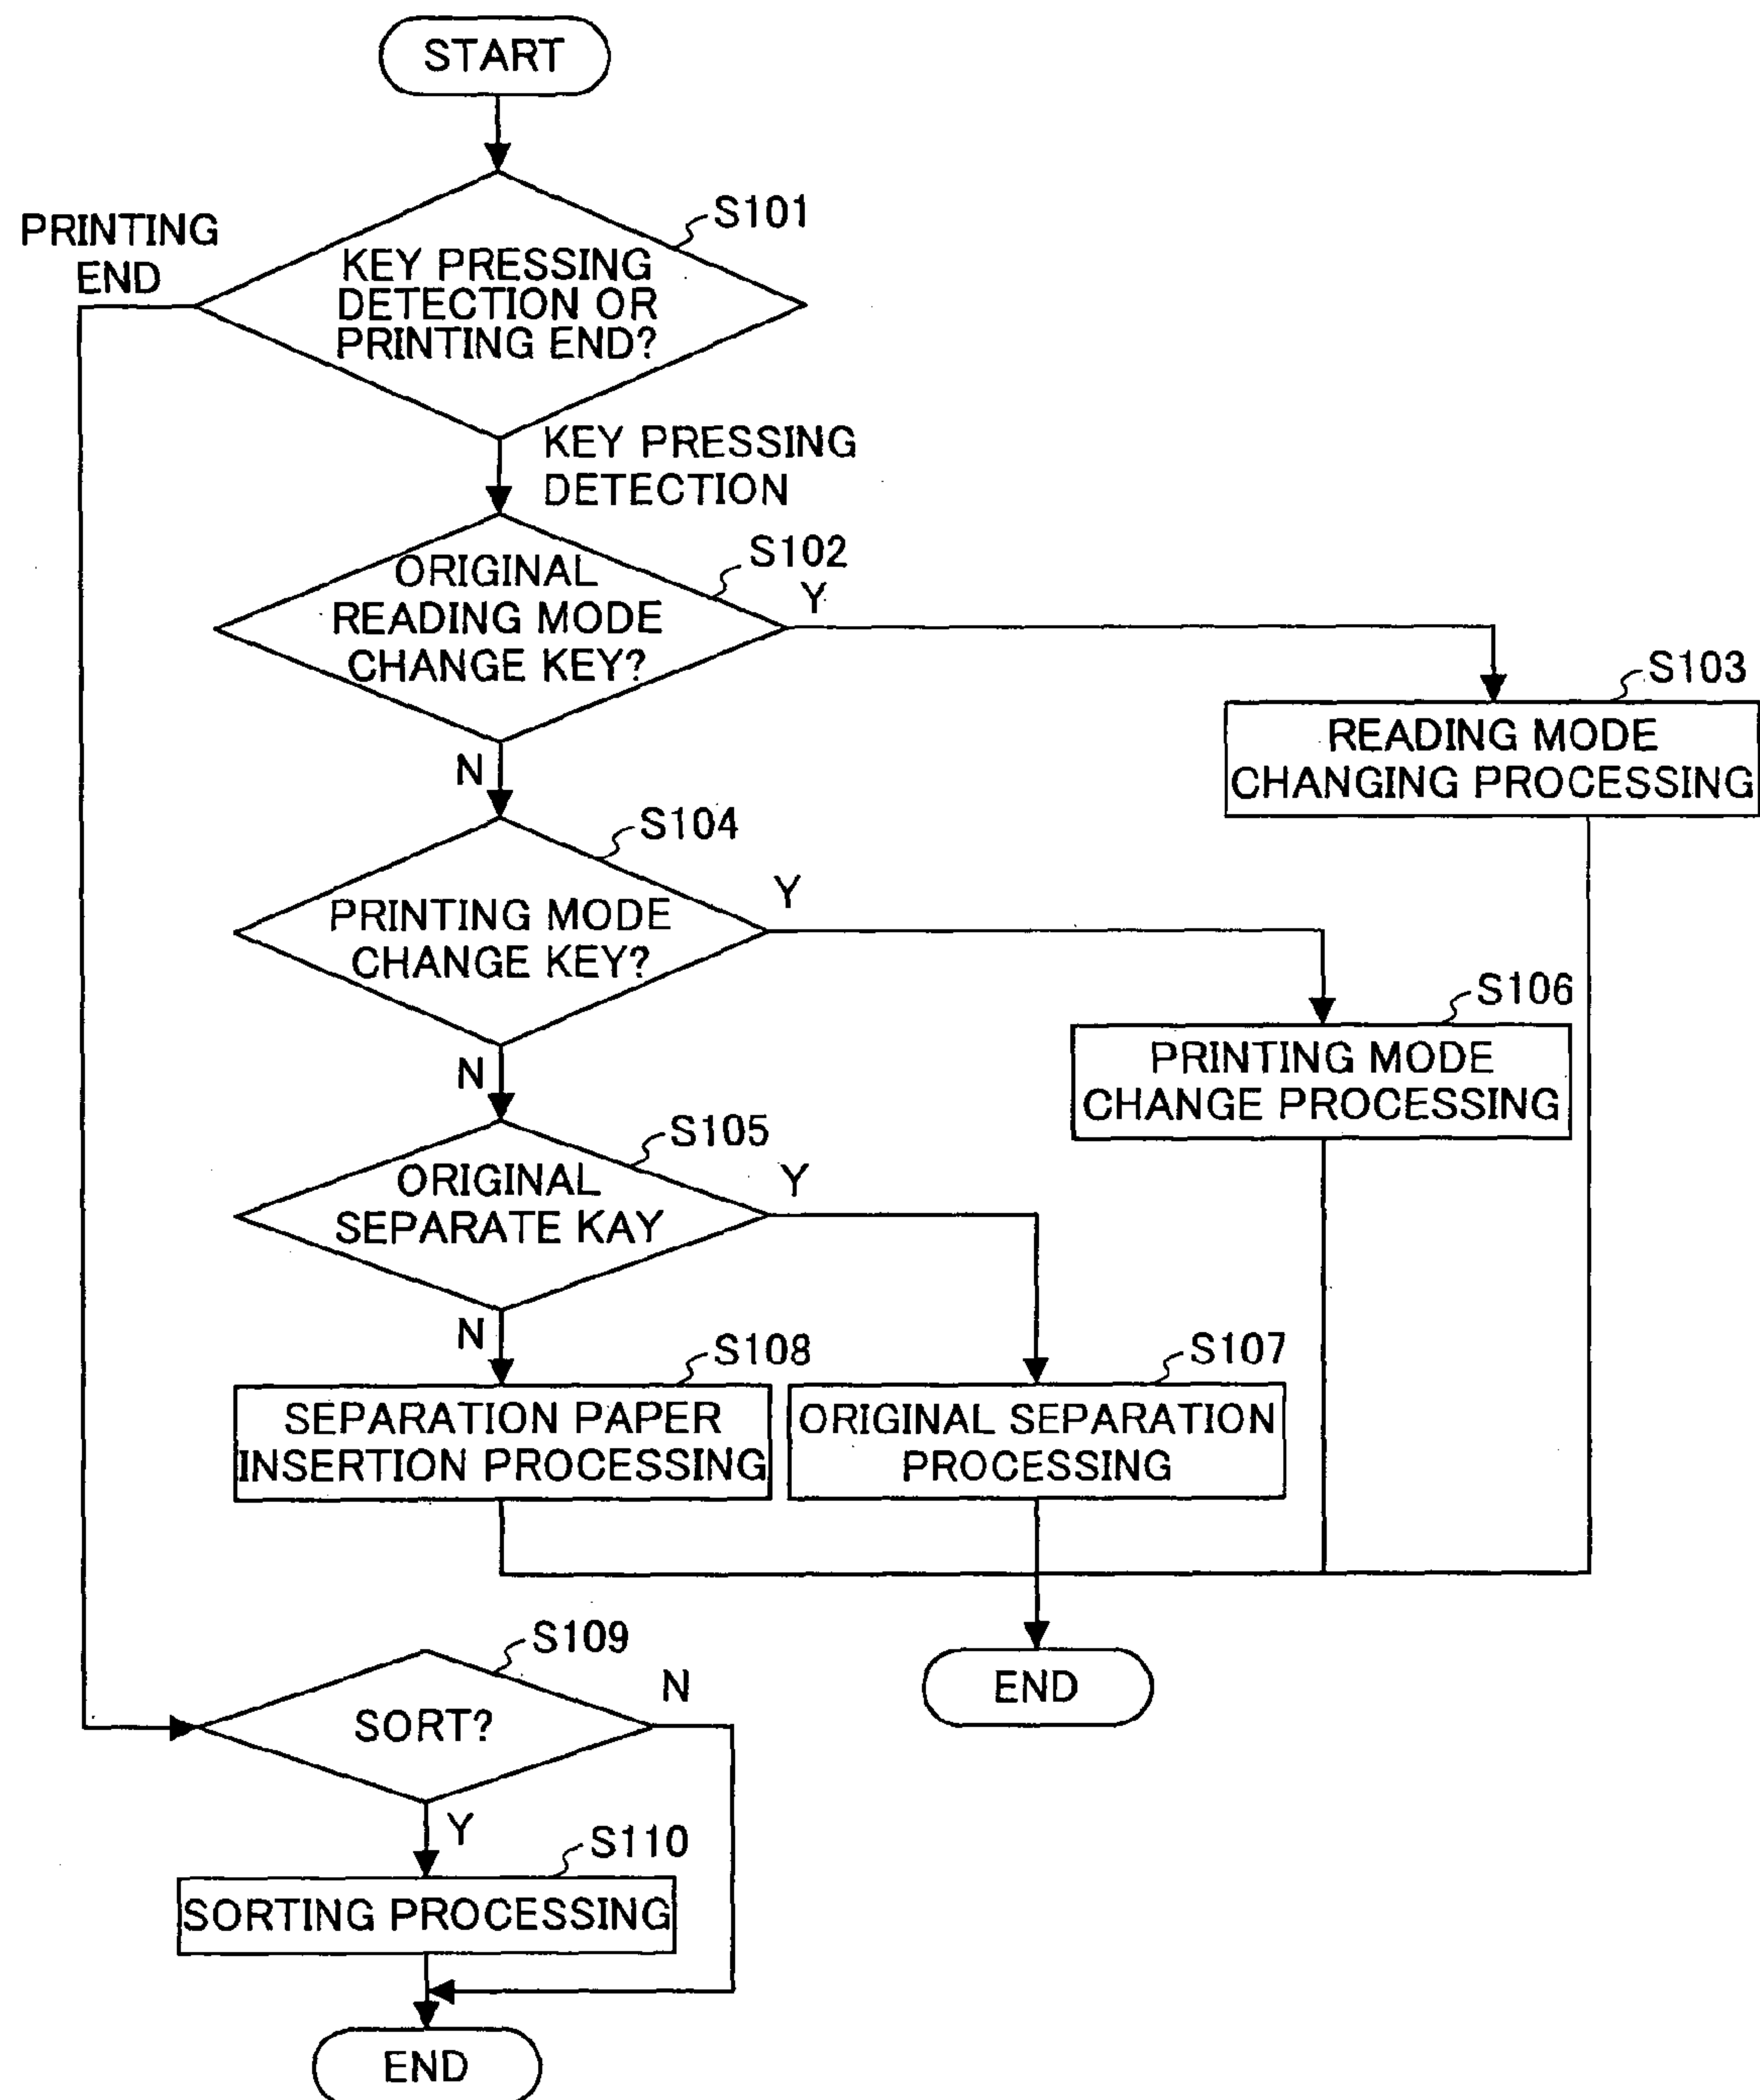 START
S101
PRINTING
END
KEY PRESSING
DETECTION OR
PRINTING END?
KEY PRESSING
DETECTION
S102
ORIGINAL
READING MODE
CHANGE KEY?
Y
N
S103
READING MODE
CHANGING PROCESSING
S104
PRINTING MODE
CHANGE KEY?
Y
N
S106
PRINTING MODE
CHANGE PROCESSING
S105
ORIGINAL
SEPARATE KAY
Y
N
S108
SEPARATION PAPER
INSERTION PROCESSING
S107
ORIGINAL SEPARATION
PROCESSING
END
S109
SORT?
N
Y
S110
SORTING PROCESSING
END